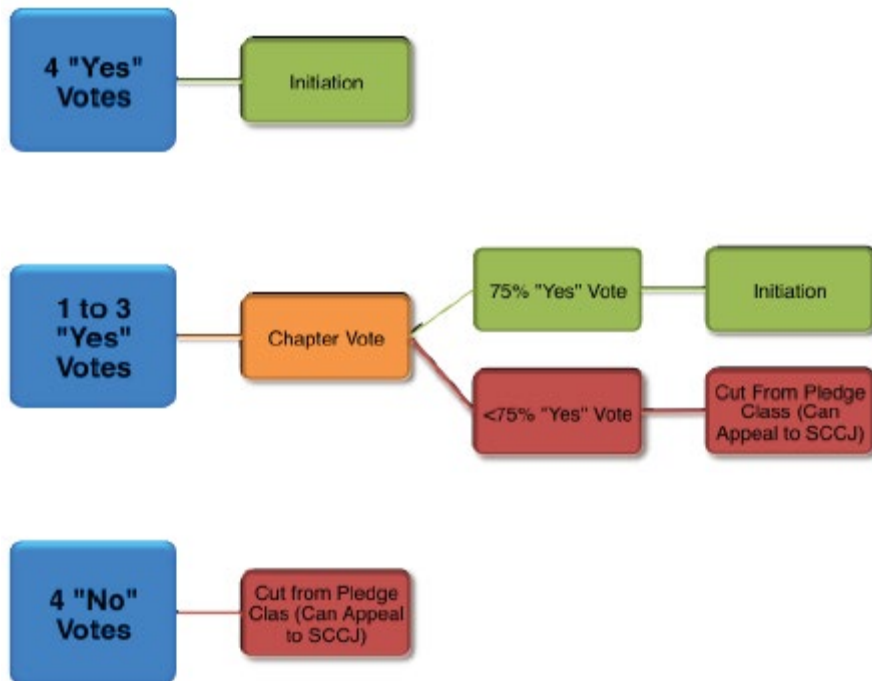 4 "Yes"
Votes
Initiation
1 to 3
"Yes"
Votes
Chapter Vote
75% "Yes" Vote
Initiation
<75% "Yes" Vote
Cut From Pledge
Class (Can
Appeal to SCCJ)
4 "No"
Votes
Cut from Pledge
Clas (Can Appeal
to SCCJ)